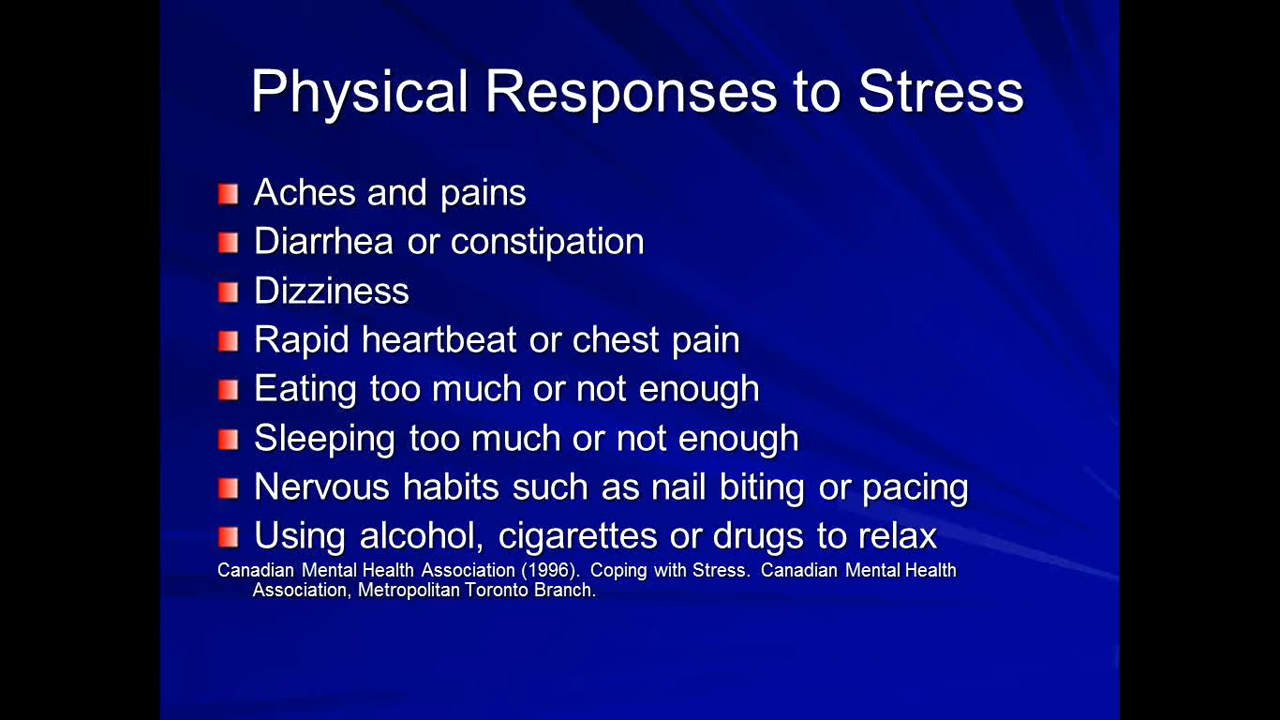 Physical Responses to Stress
Aches and pains
Diarrhea or constipation
Dizziness
Rapid heartbeat or chest pain
Eating too much or not enough
Sleeping too much or not enough
Nervous habits such as nail biting or pacing
Using alcohol, cigarettes or drugs to relax
Canadian Mental Health Association (1996). Coping with Stress. Canadian Mental Health
Association, Metropolitan Toronto Branch.